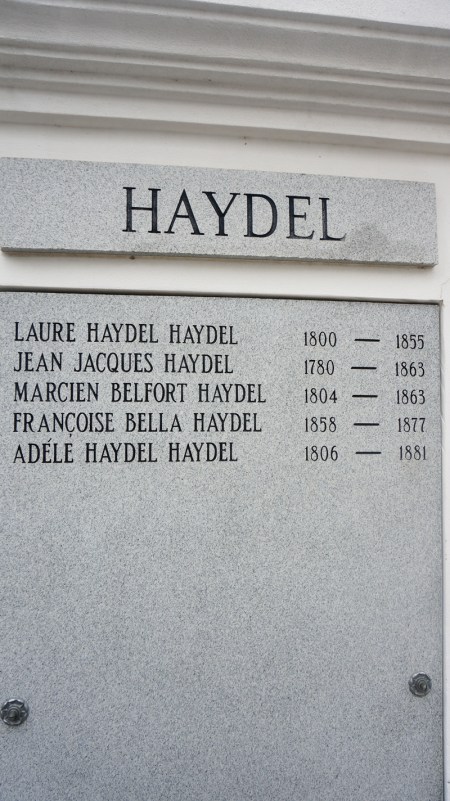 HAYDEL
LAURE HAYDEL HAYDEL 1800 — 1855
JEAN JACQUES HAYDEL 1780 — 1863
MARCIEN BELFORT HAYDEL 1804 — 1863
FRANÇOISE BELLA HAYDEL 1858 — 1877
ADÉLE HAYDEL HAYDEL 1806 — 1881